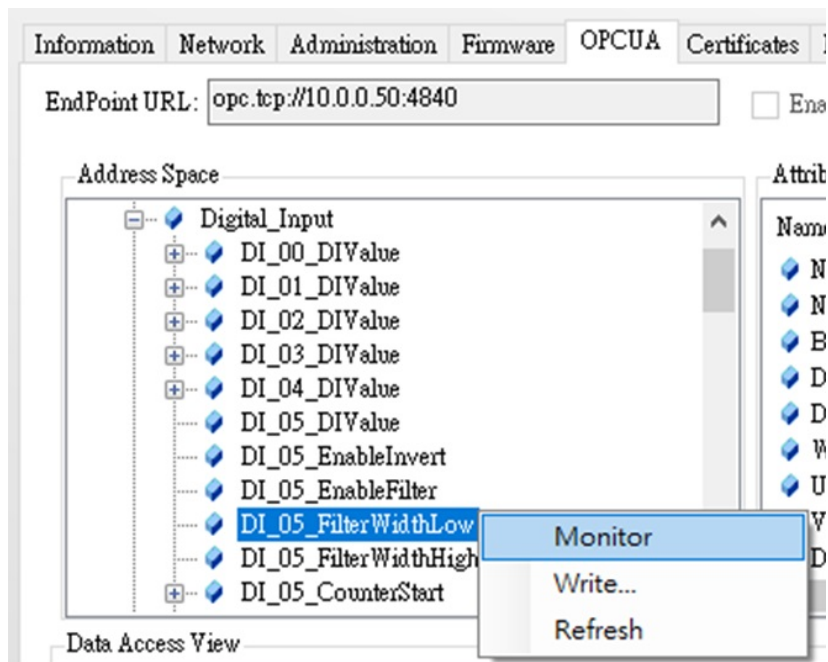 Information Network Administration Firmware OPCUA Certificates
EndPoint URL: opc.tcp://10.0.0.50:4840
Address Space
Digital_Input
DI_00_DIValue
DI_01_DIValue
DI_02_DIValue
DI_03_DIValue
DI_04_DIValue
DI_05_DIValue
DI_05_EnableInvert
DI_05_EnableFilter
DI_05_FilterWidthLow
DI_05_FilterWidthHigh
DI_05_CounterStart
Monitor
Write...
Refresh
Data Access View